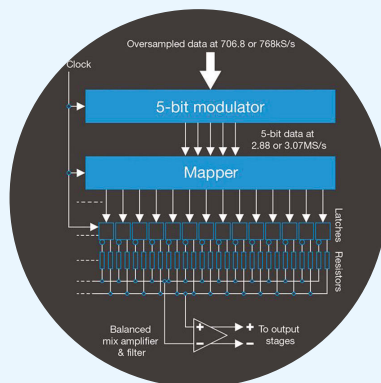 Oversampled data at 706.8 or 768kS/s
Clock
5-bit modulator
5-bit data at
2.88 or 3.07MS/s
Mapper
Latches
Resistors
Balanced
mix amplifier
& filter
+
−
+
−
To output
stages